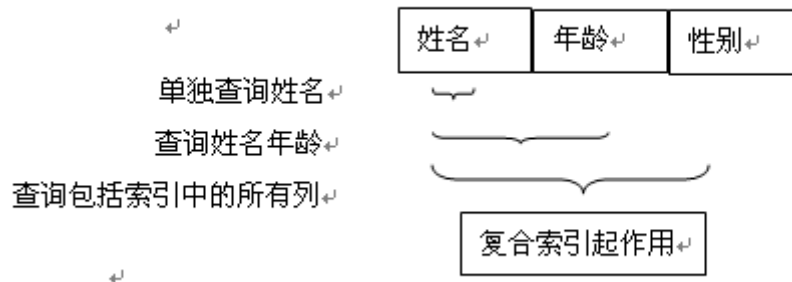 姓名 年龄 性别
单独查询姓名
查询姓名年龄
查询包括索引中的所有列
复合索引起作用